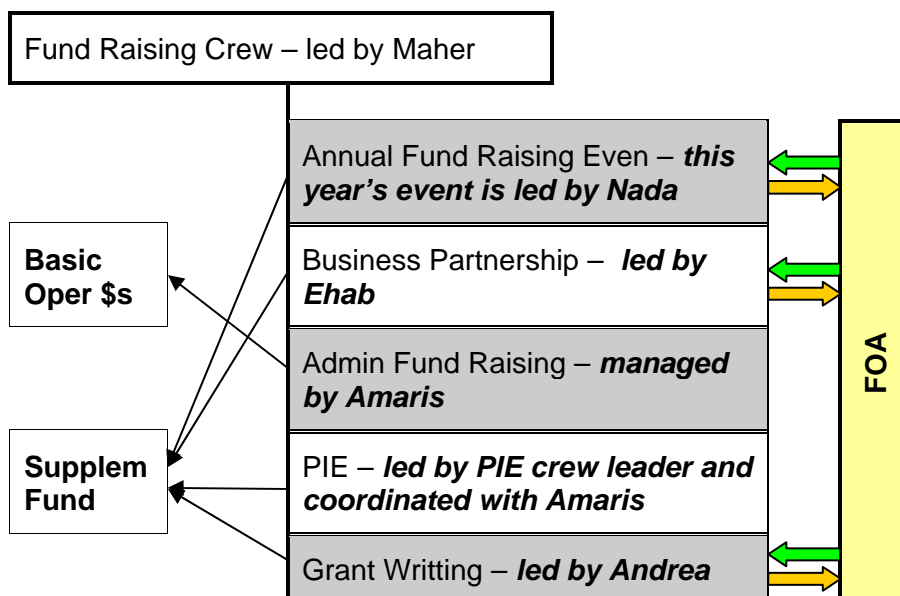 Fund Raising Crew – led by Maher
Annual Fund Raising Even – this
year's event is led by Nada
Basic
Oper $s
Business Partnership – led by
Ehab
Admin Fund Raising – managed
by Amaris
FOA
Supplem
Fund
PIE – led by PIE crew leader and
coordinated with Amaris
Grant Writting – led by Andrea